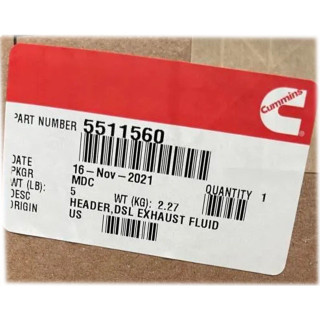 Cummins
PART NUMBER 5511560
DATE 16-Nov-2021
PKGR MDC QUANTITY 1
WT (LB): 5 WT (KG): 2.27
DESC HEADER,DSL EXHAUST FLUID
ORIGIN US